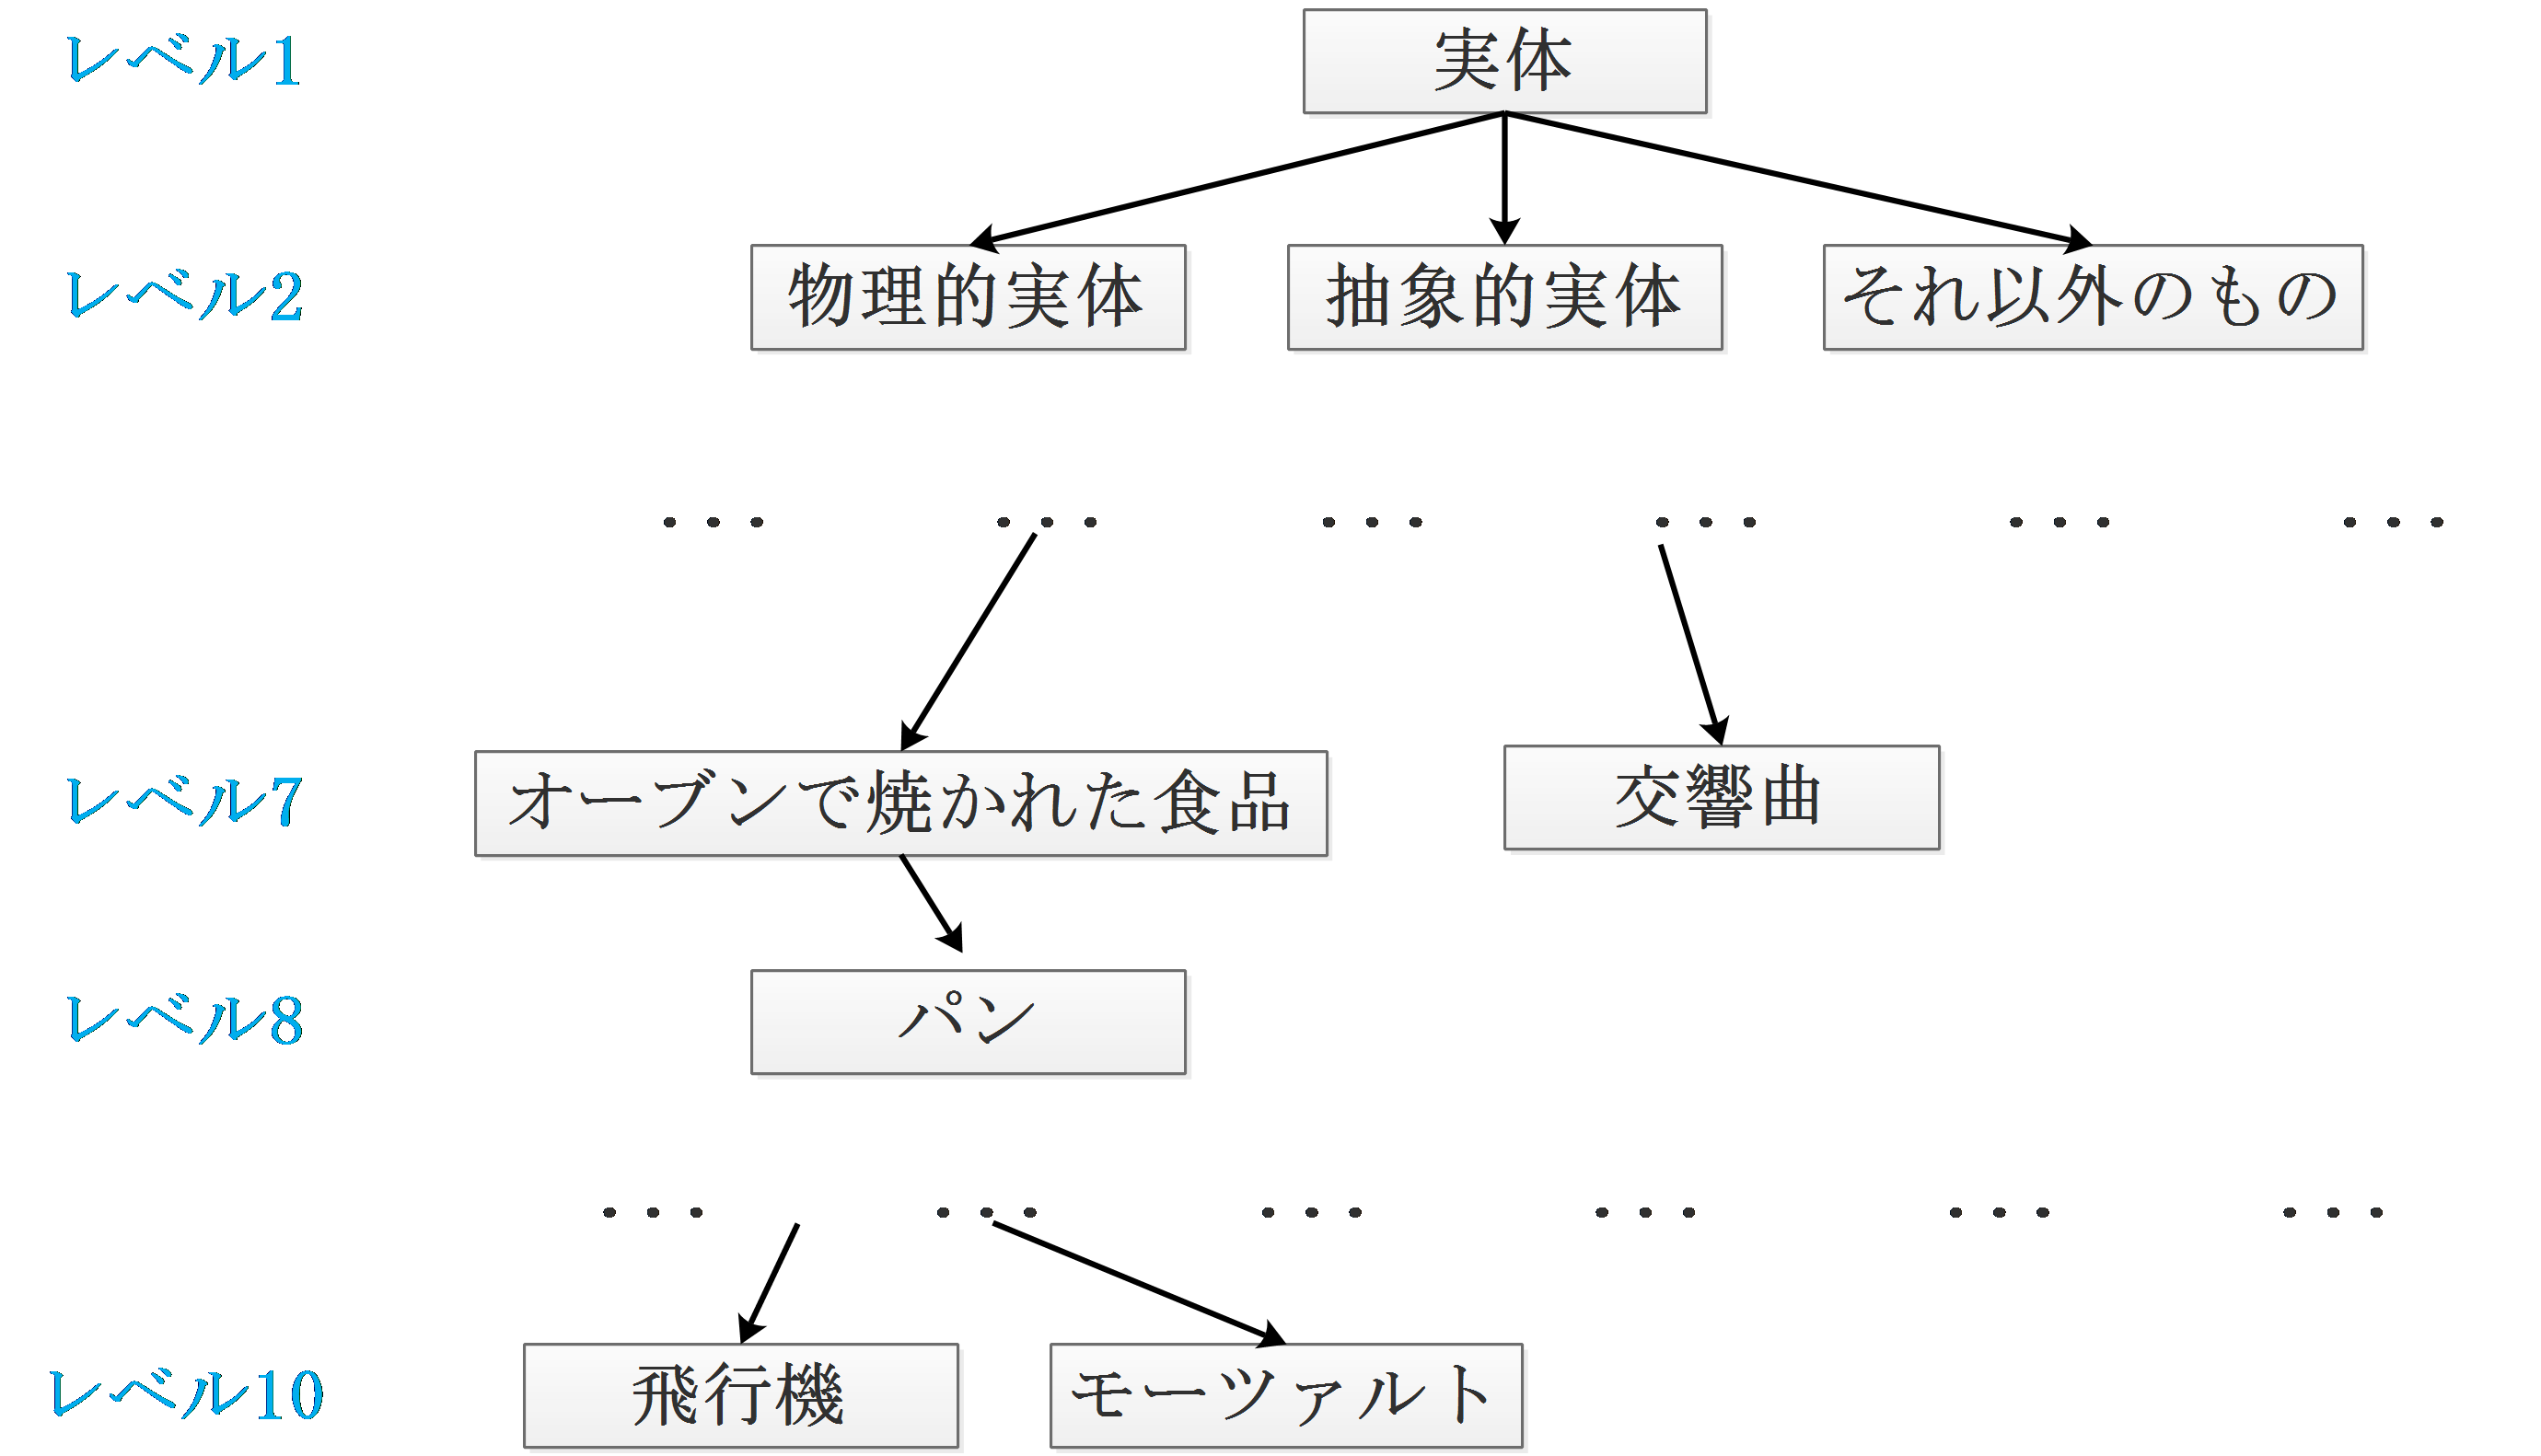 レベル1
実体
レベル2
物理的実体
抽象的実体
それ以外のもの
... ... ... ... ... ...
レベル7
オーブンで焼かれた食品
交響曲
レベル8
パン
... ... ... ... ... ...
レベル10
飛行機
モーツァルト